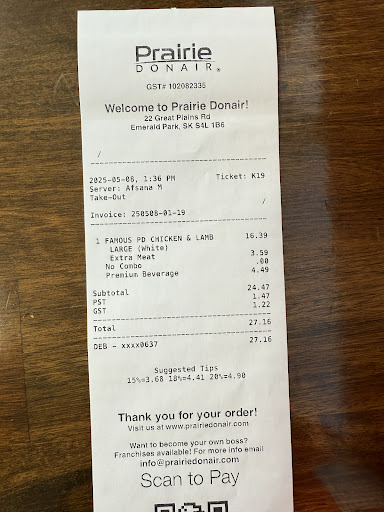 Prairie
DONAIR®
GST# 102082335
Welcome to Prairie Donair!
22 Great Plains Rd
Emerald Park, SK S4L 1B6
/
2025-05-08, 1:36 PM Ticket: K19
Server: Afsana M
Take-Out /
Invoice: 250508-01-19
1 FAMOUS PD CHICKEN & LAMB 16.39
LARGE (White)
Extra Meat 3.59
No Combo .00
Premium Beverage 4.49
Subtotal 24.47
PST 1.47
GST 1.22
Total 27.16
DEB - xxxx0637 27.16
Suggested Tips
15%=3.68 18%=4.41 20%=4.90
Thank you for your order!
Visit us at www.prairiedonair.com
Want to become your own boss?
Franchises available! For more info email
info@prairiedonair.com
Scan to Pay